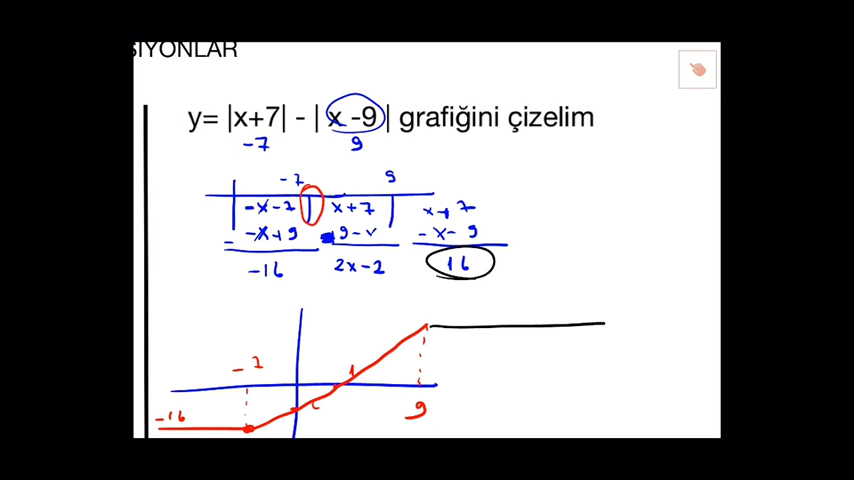 SİYONLAR
y= |x+7| - | x -9 | grafiğini çizelim
-7 9
-7 9
-x-7 x+7 x+7
- -x+9 9-x - x-9
-16 2x-2 16
-7
1
-16 9